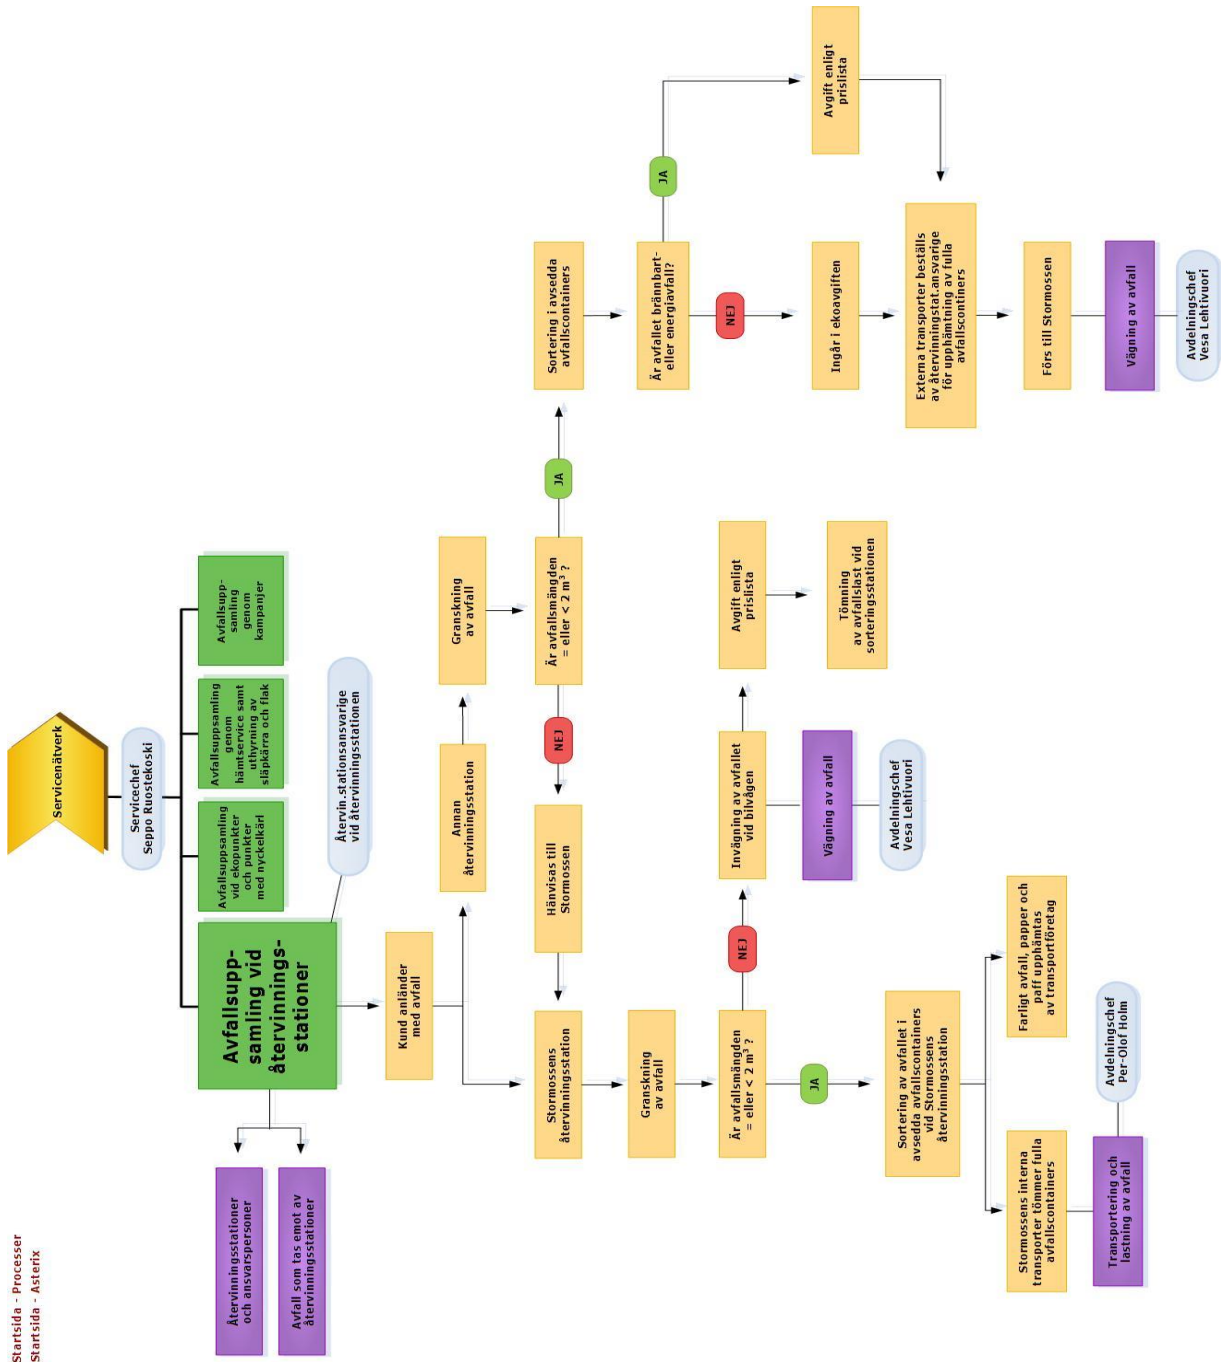 Startsida - Processer
Startsida - Asterix
Servicenätverk
Servicechef
Seppo Ruostekoski
Avfallsupp-
samling vid
återvinnings-
stationer
Avfallsuppsamling
vid ekopunkter
och punkter
med nyckelkärl
Avfallsuppsamling
genom
hämtservice samt
uthyrning av
släpkärra och flak
Avfallsupp-
samling
genom
kampanjer
Återvinningsstationer
och ansvarspersoner
Avfall som tas emot av
återvinningsstationer
Återvin.stationsansvarige
vid återvinningsstationen
Kund anländer
med avfall
Annan
återvinningsstation
Granskning
av avfall
Stormossens
återvinningsstation
Hänvisas till
Stormossen
NEJ
Är avfallsmängden
= eller < 2 m³ ?
JA
Sortering i avsedda
avfallscontainers
Granskning
av avfall
Är avfallet brännbart-
eller energiavfall?
JA
NEJ
Är avfallsmängden
= eller < 2 m³ ?
NEJ
Invägning av avfallet
vid bilvågen
Avgift enligt
prislista
JA
Vägning av avfall
Avdelningschef
Vesa Lehtivuori
Tömning
av avfallslast vid
sorteringsstationen
Ingår i ekoavgiften
Avgift enligt
prislista
Sortering av avfallet i
avsedda avfallscontainers
vid Stormossens
återvinningsstation
Externa transporter beställs
av återvinningstat.ansvarige
för upphämtning av fulla
avfallscontiners
Stormossens interna
transporter tömmer fulla
avfallscontainers
Farligt avfall, papper och
paff upphämtas
av transportföretag
Förs till Stormossen
Transportering och
lastning av avfall
Avdelningschef
Per-Olof Holm
Vägning av avfall
Avdelningschef
Vesa Lehtivuori